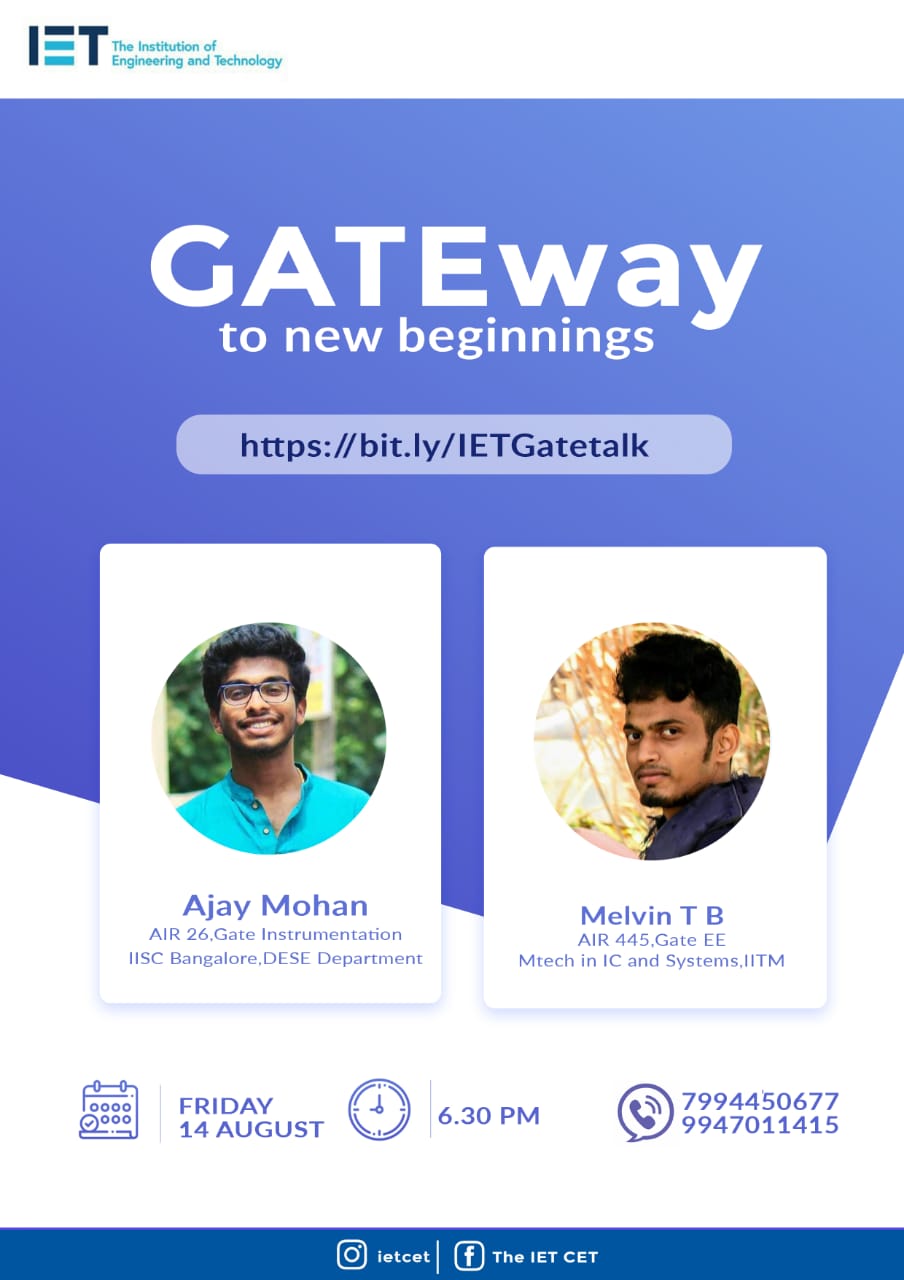 IET The Institution of
Engineering and Technology
GATEway
to new beginnings
https://bit.ly/IETGatetalk
Ajay Mohan
AIR 26,Gate Instrumentation
IISC Bangalore,DESE Department
Melvin T B
AIR 445,Gate EE
Mtech in IC and Systems,IITM
FRIDAY
14 AUGUST
6.30 PM
7994450677
9947011415
ietcet
The IET CET